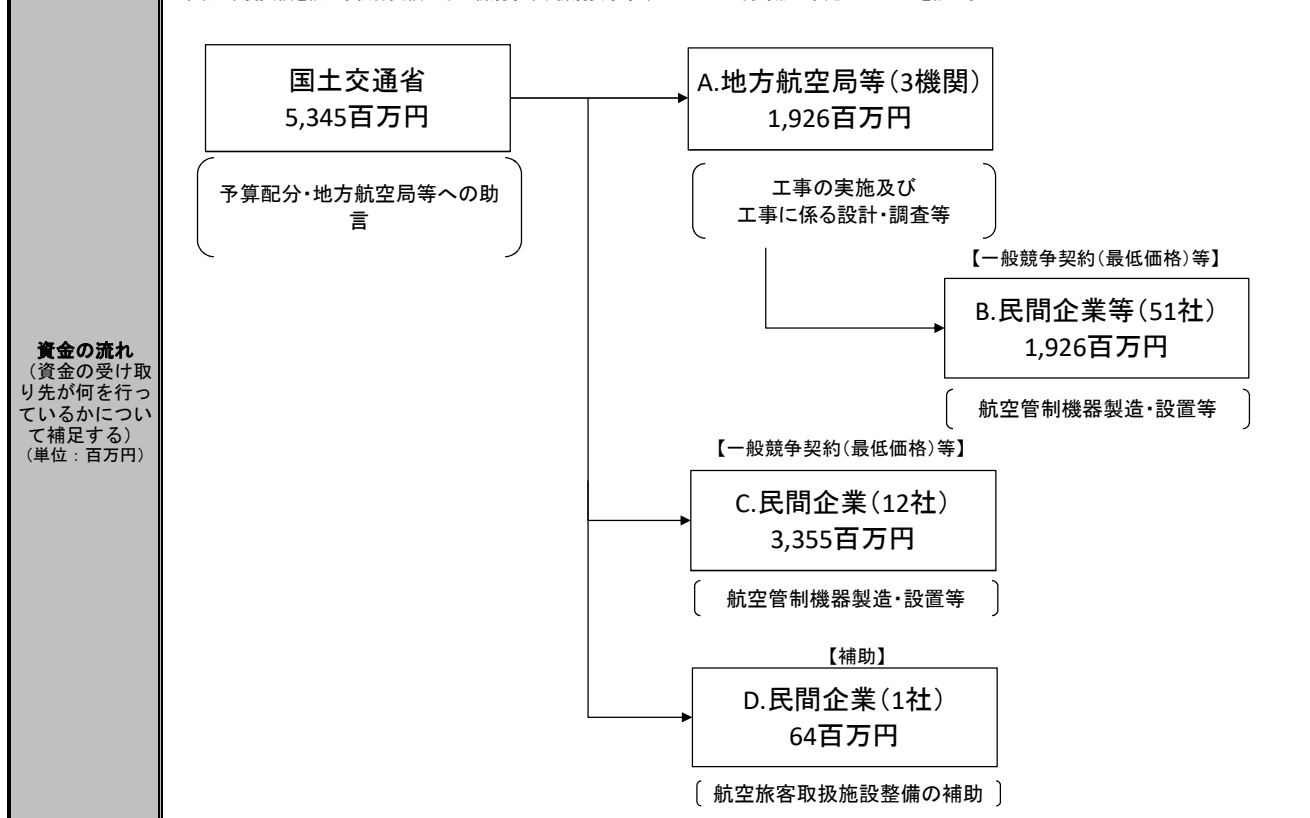 国土交通省
5,345百万円
予算配分・地方航空局等への助
言
A.地方航空局等(3機関)
1,926百万円
工事の実施及び
工事に係る設計・調査等
【一般競争契約(最低価格)等】
B.民間企業等(51社)
1,926百万円
航空管制機器製造・設置等
資金の流れ
(資金の受け取
り先が何を行っ
ているかについ
て補足する)
(単位:百万円)
【一般競争契約(最低価格)等】
C.民間企業(12社)
3,355百万円
航空管制機器製造・設置等
【補助】
D.民間企業(1社)
64百万円
航空旅客取扱施設整備の補助